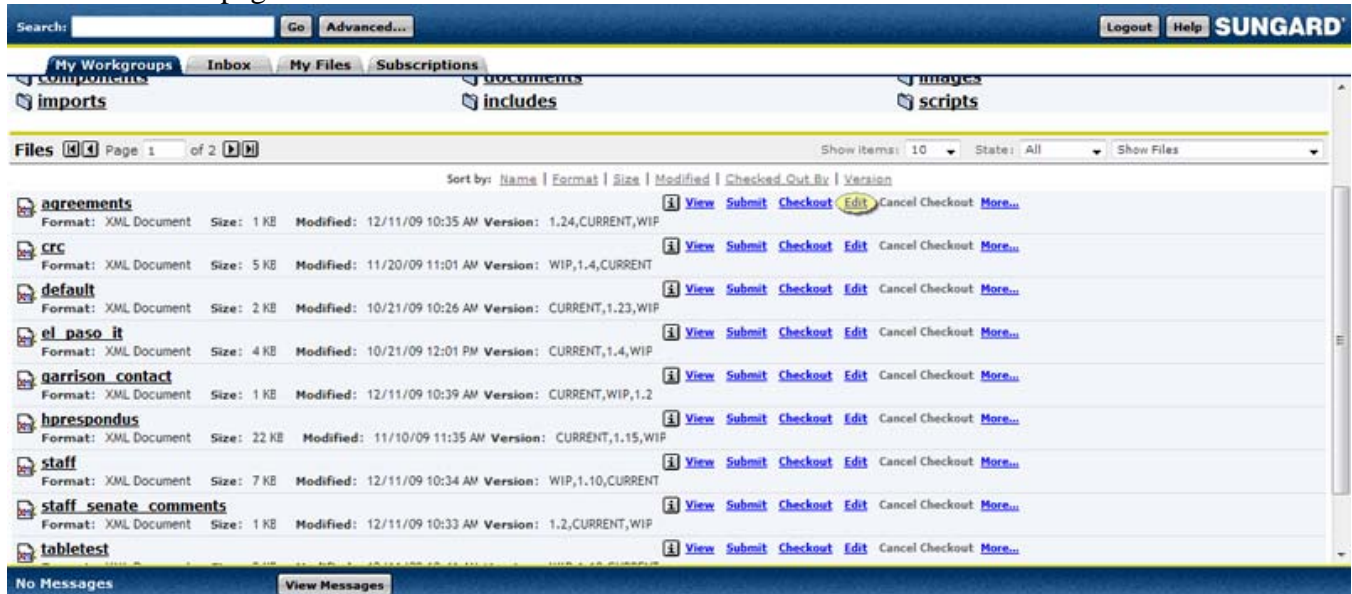 Search: Go Advanced... Logout Help SUNGARD
My Workgroups Inbox My Files Subscriptions
components documents images
imports includes scripts
Files Page 1 of 2 Show items: 10 State: All Show Files
Sort by: Name | Format | Size | Modified | Checked Out By | Version
agreements i View Submit Checkout Edit Cancel Checkout More...
Format: XML Document Size: 1 KB Modified: 12/11/09 10:35 AM Version: 1.24,CURRENT,WIP
crc i View Submit Checkout Edit Cancel Checkout More...
Format: XML Document Size: 5 KB Modified: 11/20/09 11:01 AM Version: WIP,1.4,CURRENT
default i View Submit Checkout Edit Cancel Checkout More...
Format: XML Document Size: 2 KB Modified: 10/21/09 10:26 AM Version: CURRENT,1.23,WIP
el_paso_it i View Submit Checkout Edit Cancel Checkout More...
Format: XML Document Size: 4 KB Modified: 10/21/09 12:01 PM Version: CURRENT,1.4,WIP
garrison_contact i View Submit Checkout Edit Cancel Checkout More...
Format: XML Document Size: 1 KB Modified: 12/11/09 10:39 AM Version: CURRENT,WIP,1.2
hprespondus i View Submit Checkout Edit Cancel Checkout More...
Format: XML Document Size: 22 KB Modified: 11/10/09 11:35 AM Version: CURRENT,1.15,WIP
staff i View Submit Checkout Edit Cancel Checkout More...
Format: XML Document Size: 7 KB Modified: 12/11/09 10:34 AM Version: WIP,1.10,CURRENT
staff_senate_comments i View Submit Checkout Edit Cancel Checkout More...
Format: XML Document Size: 1 KB Modified: 12/11/09 10:33 AM Version: 1.2,CURRENT,WIP
tabletest i View Submit Checkout Edit Cancel Checkout More...
No Messages View Messages